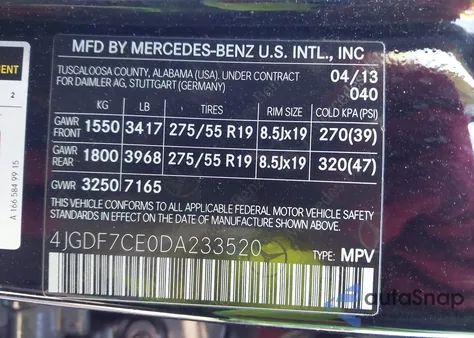 MFD BY MERCEDES-BENZ U.S. INTL., INC
TUSCALOOSA COUNTY, ALABAMA (USA). UNDER CONTRACT
FOR DAIMLER AG, STUTTGART (GERMANY)
04/13
040
KG LB TIRES RIM SIZE COLD KPA (PSI)
GAWR FRONT 1550 3417 275/55 R19 8.5Jx19 270(39)
GAWR REAR 1800 3968 275/55 R19 8.5Jx19 320(47)
GVWR 3250 7165
THIS VEHICLE CONFORMS TO ALL APPLICABLE FEDERAL MOTOR VEHICLE
SAFETY AND THEFT PREVENTION STANDARDS IN EFFECT
ON THE DATE OF MANUFACTURE SHOWN ABOVE.
4JGDF7CE0DA233520 TYPE: MPV
2
A 166 584 99 15
autoSnap